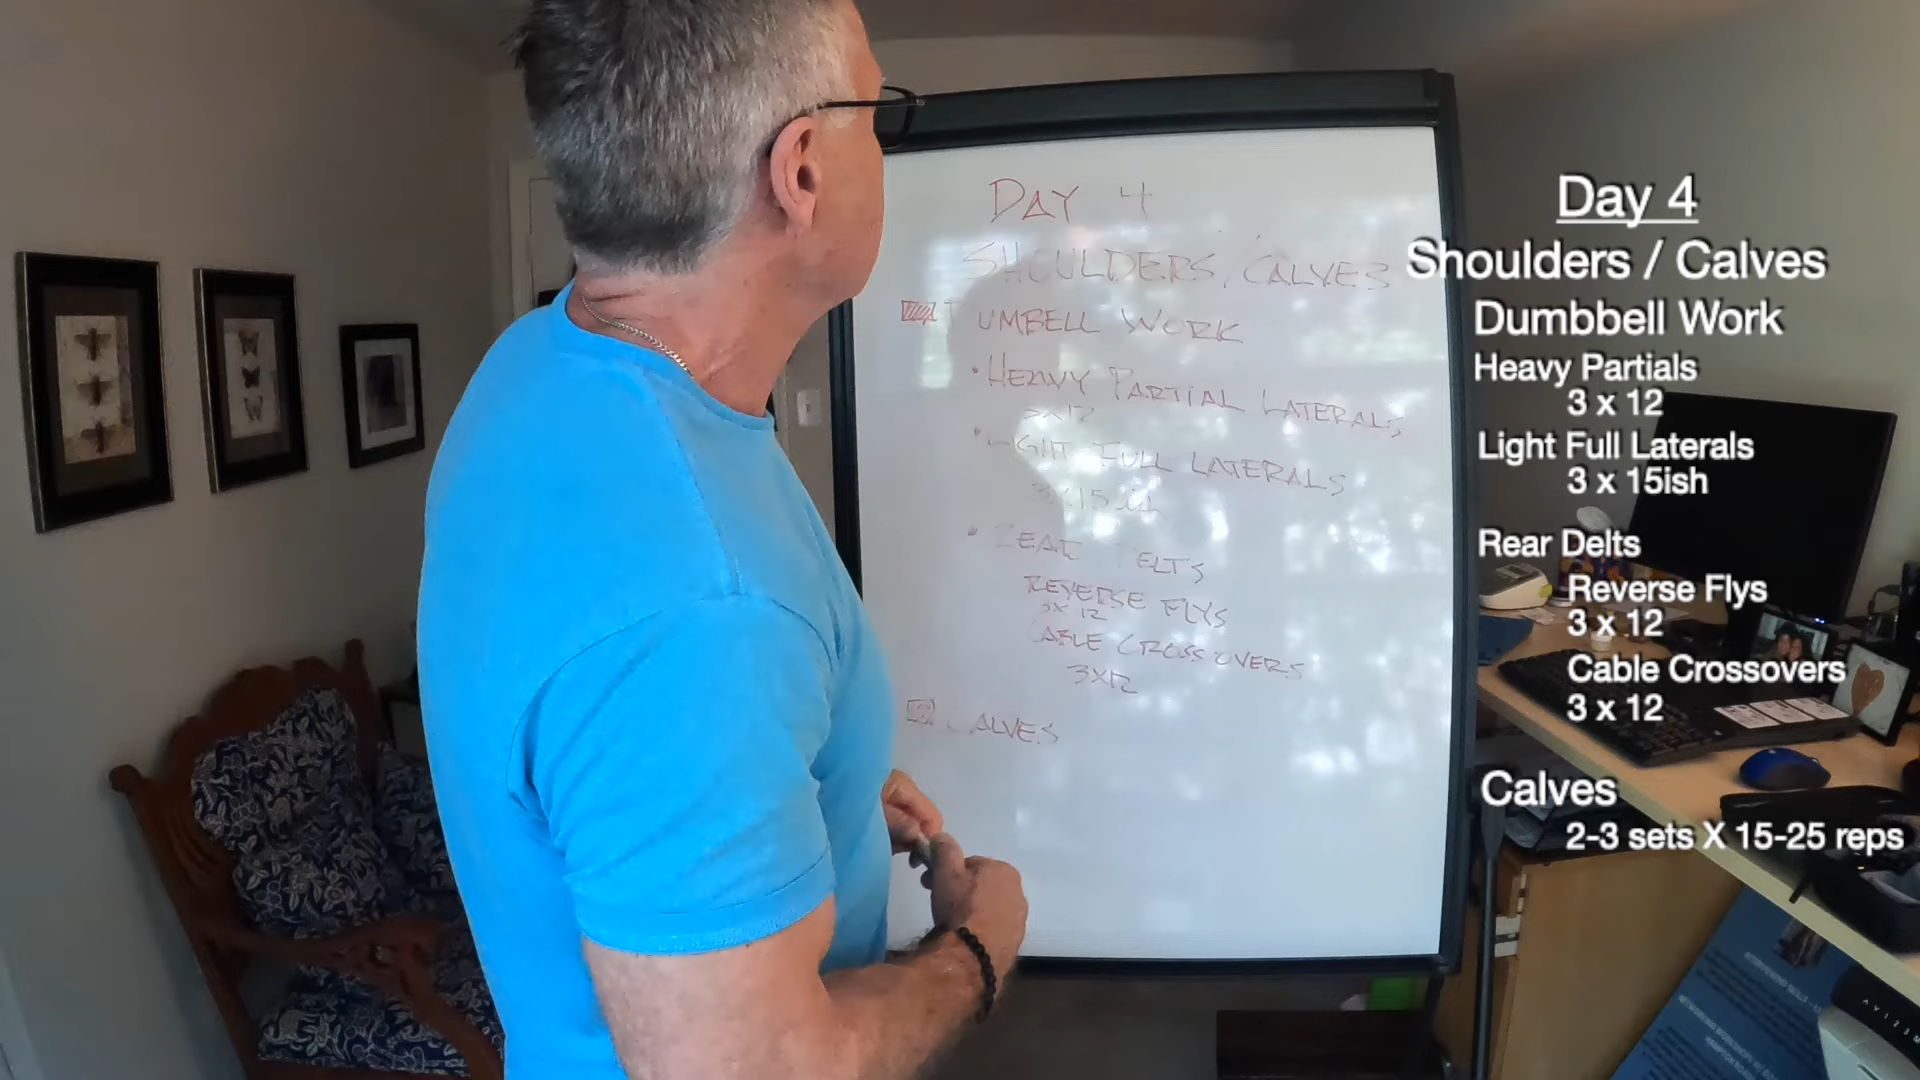 DAY 4
SHOULDERS / CALVES
UMBELL WORK
• HEAVY PARTIAL LATERALS
3x12
• LIGHT FULL LATERALS
3x15ish
• REAR DELTS
REVERSE FLYS
3x12
CABLE CROSSOVERS
3x12
CALVES
Day 4
Shoulders / Calves
Dumbbell Work
Heavy Partials
3 x 12
Light Full Laterals
3 x 15ish
Rear Delts
Reverse Flys
3 x 12
Cable Crossovers
3 x 12
Calves
2-3 sets X 15-25 reps